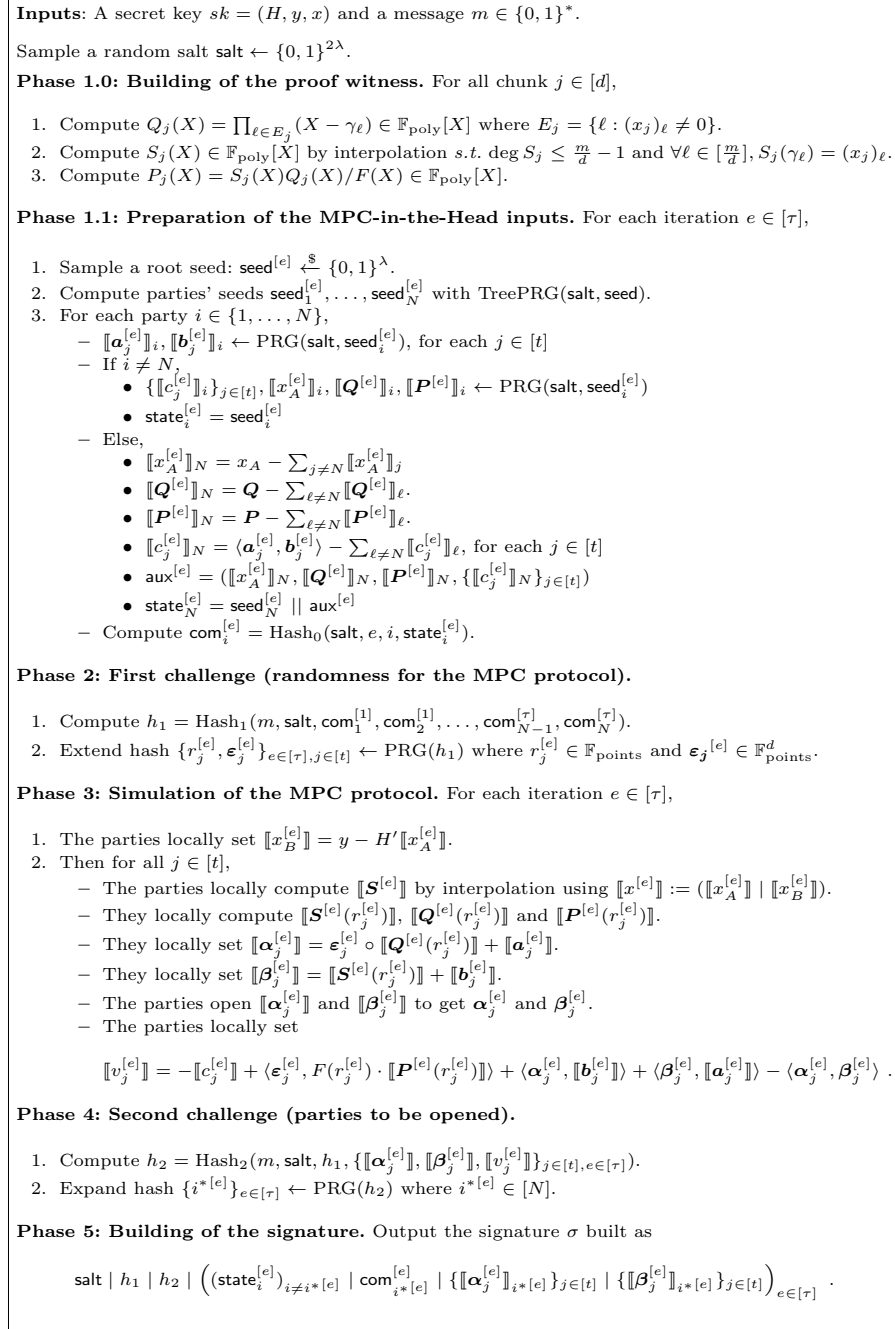 Inputs: A secret key sk = (H, y, x) and a message m ∈ {0, 1}*.
Sample a random salt salt ← {0, 1}^{2λ}.
Phase 1.0: Building of the proof witness. For all chunk j ∈ [d],
1. Compute Q_j(X) = ∏_{ℓ∈E_j}(X − γ_ℓ) ∈ 𝔽_poly[X] where E_j = {ℓ : (x_j)_ℓ ≠ 0}.
2. Compute S_j(X) ∈ 𝔽_poly[X] by interpolation s.t. deg S_j ≤ m/d − 1 and ∀ℓ ∈ [m/d], S_j(γ_ℓ) = (x_j)_ℓ.
3. Compute P_j(X) = S_j(X)Q_j(X)/F(X) ∈ 𝔽_poly[X].
Phase 1.1: Preparation of the MPC-in-the-Head inputs. For each iteration e ∈ [τ],
1. Sample a root seed: seed^{[e]} ←$ {0, 1}^λ.
2. Compute parties' seeds seed_1^{[e]}, . . . , seed_N^{[e]} with TreePRG(salt, seed).
3. For each party i ∈ {1, . . . , N},
– ⟦a_j^{[e]}⟧_i, ⟦b_j^{[e]}⟧_i ← PRG(salt, seed_i^{[e]}), for each j ∈ [t]
– If i ≠ N,
• {⟦c_j^{[e]}⟧_i}_{j∈[t]}, ⟦x_A^{[e]}⟧_i, ⟦Q^{[e]}⟧_i, ⟦P^{[e]}⟧_i ← PRG(salt, seed_i^{[e]})
• state_i^{[e]} = seed_i^{[e]}
– Else,
• ⟦x_A^{[e]}⟧_N = x_A − ∑_{j≠N}⟦x_A^{[e]}⟧_j
• ⟦Q^{[e]}⟧_N = Q − ∑_{ℓ≠N}⟦Q^{[e]}⟧_ℓ.
• ⟦P^{[e]}⟧_N = P − ∑_{ℓ≠N}⟦P^{[e]}⟧_ℓ.
• ⟦c_j^{[e]}⟧_N = ⟨a_j^{[e]}, b_j^{[e]}⟩ − ∑_{ℓ≠N}⟦c_j^{[e]}⟧_ℓ, for each j ∈ [t]
• aux^{[e]} = (⟦x_A^{[e]}⟧_N, ⟦Q^{[e]}⟧_N, ⟦P^{[e]}⟧_N, {⟦c_j^{[e]}⟧_N}_{j∈[t]})
• state_N^{[e]} = seed_N^{[e]} || aux^{[e]}
– Compute com_i^{[e]} = Hash_0(salt, e, i, state_i^{[e]}).
Phase 2: First challenge (randomness for the MPC protocol).
1. Compute h_1 = Hash_1(m, salt, com_1^{[1]}, com_2^{[1]}, . . . , com_{N−1}^{[τ]}, com_N^{[τ]}).
2. Extend hash {r_j^{[e]}, ε_j^{[e]}}_{e∈[τ],j∈[t]} ← PRG(h_1) where r_j^{[e]} ∈ 𝔽_points and ε_j^{[e]} ∈ 𝔽_points^d.
Phase 3: Simulation of the MPC protocol. For each iteration e ∈ [τ],
1. The parties locally set ⟦x_B^{[e]}⟧ = y − H′⟦x_A^{[e]}⟧.
2. Then for all j ∈ [t],
– The parties locally compute ⟦S^{[e]}⟧ by interpolation using ⟦x^{[e]}⟧ := (⟦x_A^{[e]}⟧ | ⟦x_B^{[e]}⟧).
– They locally compute ⟦S^{[e]}(r_j^{[e]})⟧, ⟦Q^{[e]}(r_j^{[e]})⟧ and ⟦P^{[e]}(r_j^{[e]})⟧.
– They locally set ⟦α_j^{[e]}⟧ = ε_j^{[e]} ∘ ⟦Q^{[e]}(r_j^{[e]})⟧ + ⟦a_j^{[e]}⟧.
– They locally set ⟦β_j^{[e]}⟧ = ⟦S^{[e]}(r_j^{[e]})⟧ + ⟦b_j^{[e]}⟧.
– The parties open ⟦α_j^{[e]}⟧ and ⟦β_j^{[e]}⟧ to get α_j^{[e]} and β_j^{[e]}.
– The parties locally set
⟦v_j^{[e]}⟧ = −⟦c_j^{[e]}⟧ + ⟨ε_j^{[e]}, F(r_j^{[e]}) · ⟦P^{[e]}(r_j^{[e]})⟧⟩ + ⟨α_j^{[e]}, ⟦b_j^{[e]}⟧⟩ + ⟨β_j^{[e]}, ⟦a_j^{[e]}⟧⟩ − ⟨α_j^{[e]}, β_j^{[e]}⟩ .
Phase 4: Second challenge (parties to be opened).
1. Compute h_2 = Hash_2(m, salt, h_1, {⟦α_j^{[e]}⟧, ⟦β_j^{[e]}⟧, ⟦v_j^{[e]}⟧}_{j∈[t],e∈[τ]}).
2. Expand hash {i*^{[e]}}_{e∈[τ]} ← PRG(h_2) where i*^{[e]} ∈ [N].
Phase 5: Building of the signature. Output the signature σ built as
salt | h_1 | h_2 | ((state_i^{[e]})_{i≠i*^{[e]}} | com_{i*^{[e]}}^{[e]} | {⟦α_j^{[e]}⟧_{i*^{[e]}}}_{j∈[t]} | {⟦β_j^{[e]}⟧_{i*^{[e]}}}_{j∈[t]})_{e∈[τ]} .